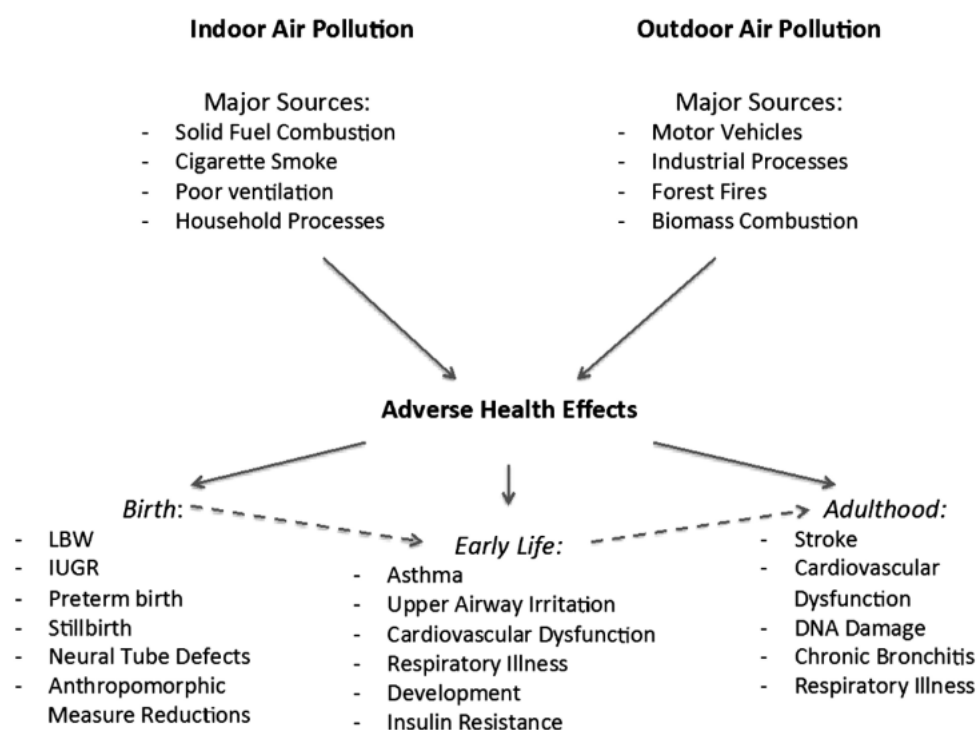 Indoor Air Pollution
Major Sources:
- Solid Fuel Combustion
- Cigarette Smoke
- Poor ventilation
- Household Processes
Outdoor Air Pollution
Major Sources:
- Motor Vehicles
- Industrial Processes
- Forest Fires
- Biomass Combustion
Adverse Health Effects
Birth:
- LBW
- IUGR
- Preterm birth
- Stillbirth
- Neural Tube Defects
- Anthropomorphic
Measure Reductions
Early Life:
- Asthma
- Upper Airway Irritation
- Cardiovascular Dysfunction
- Respiratory Illness
- Development
- Insulin Resistance
Adulthood:
- Stroke
- Cardiovascular
Dysfunction
- DNA Damage
- Chronic Bronchitis
- Respiratory Illness